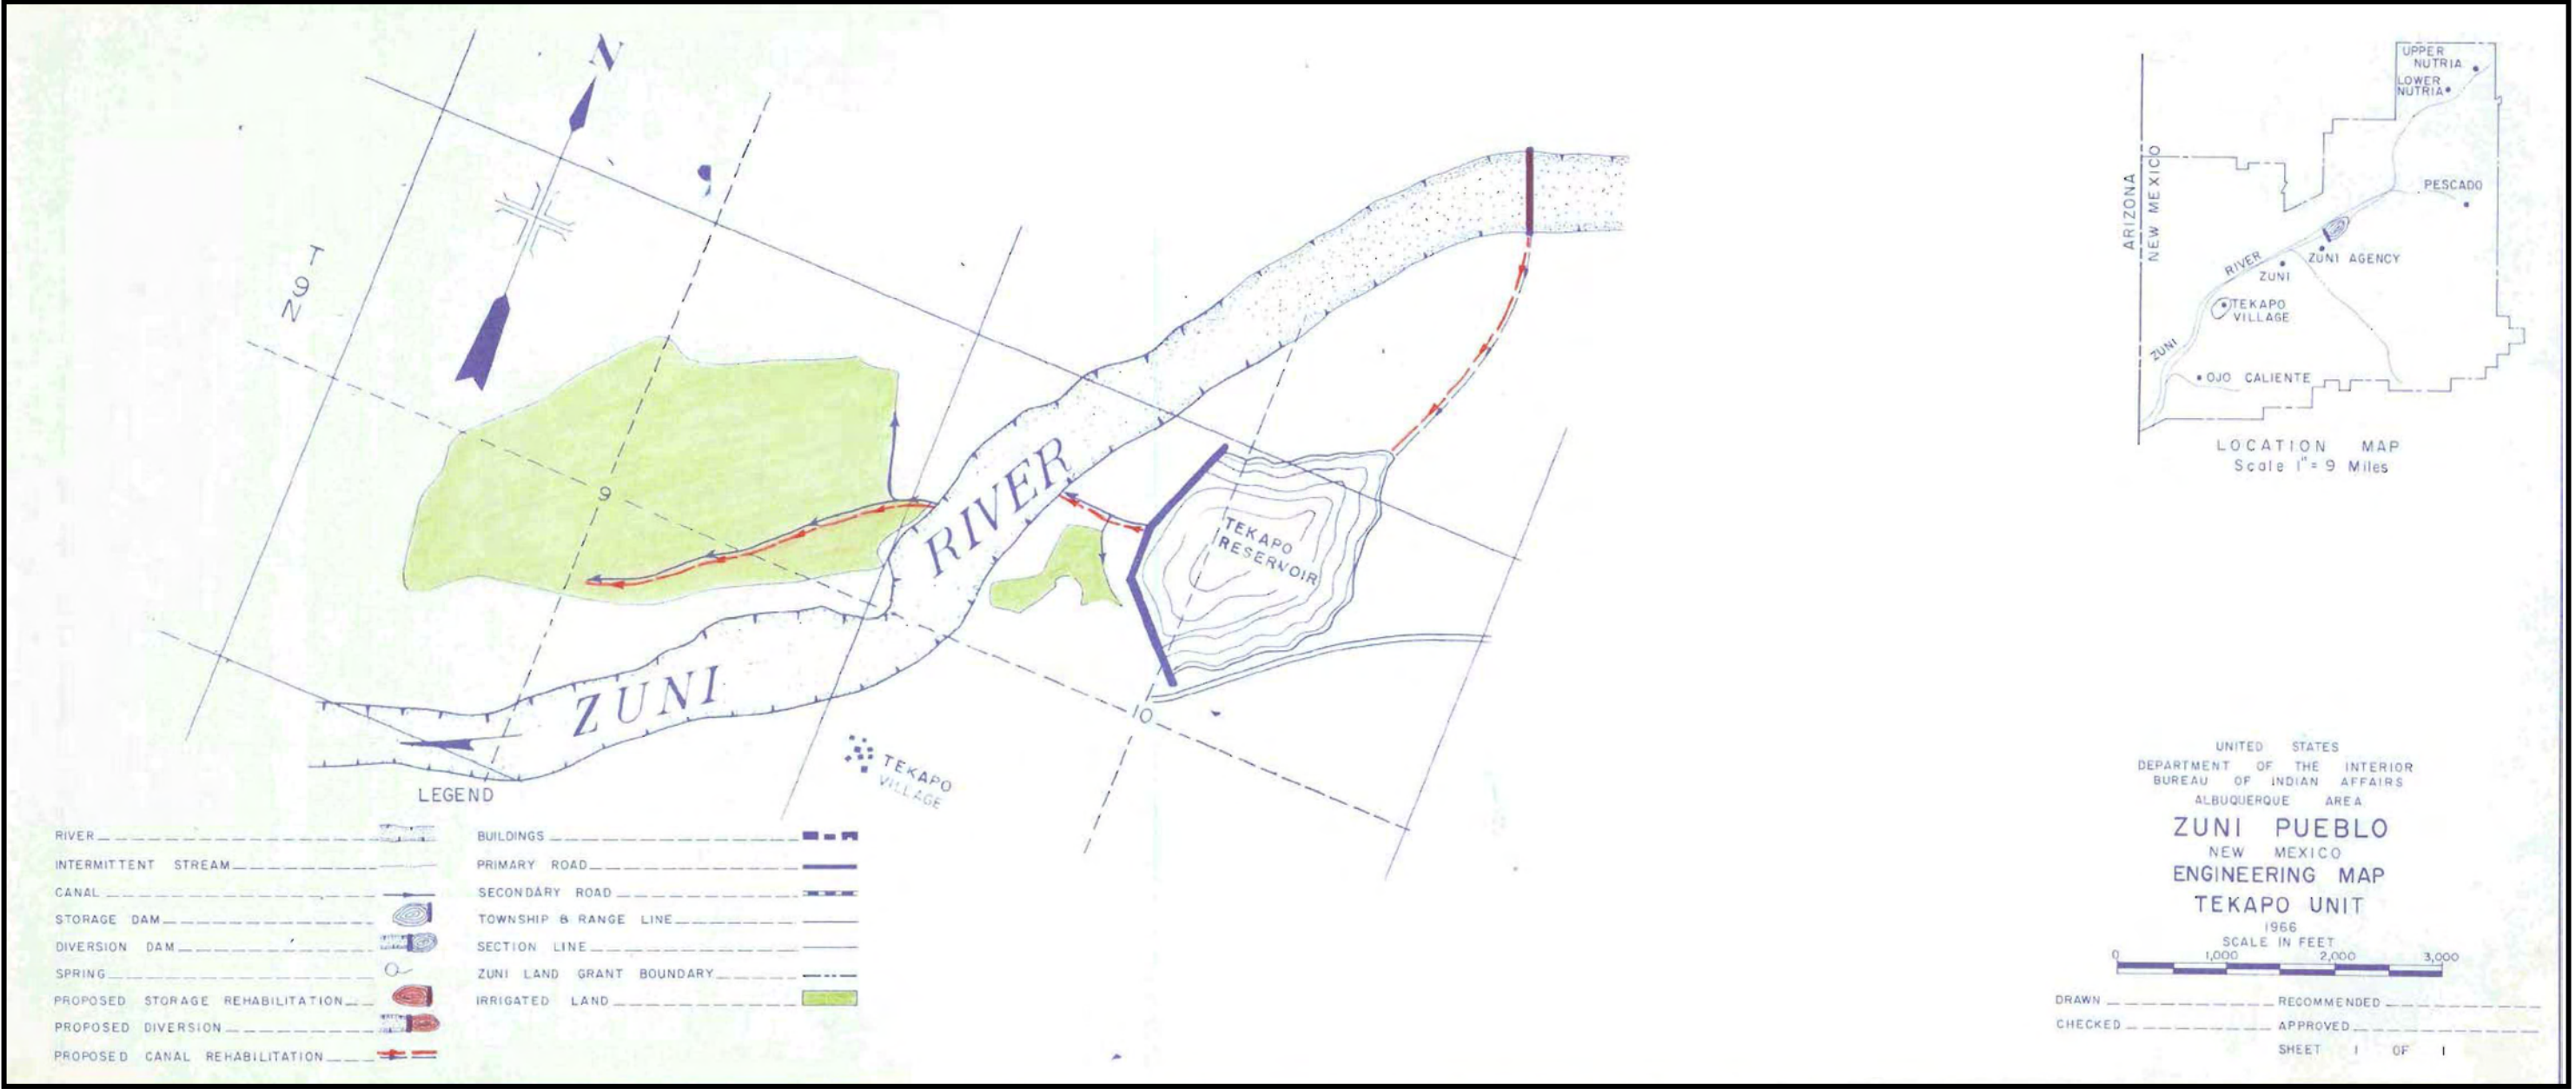 N
T
9
N
9
RIVER
ZUNI
TEKAPO
RESERVOIR
10
TEKAPO
VILLAGE
UPPER
NUTRIA
LOWER
NUTRIA
PESCADO
ARIZONA
NEW MEXICO
RIVER
ZUNI AGENCY
ZUNI
TEKAPO
VILLAGE
ZUNI
OJO CALIENTE
LOCATION MAP
Scale 1" = 9 Miles
LEGEND
RIVER
INTERMITTENT STREAM
CANAL
STORAGE DAM
DIVERSION DAM
SPRING
PROPOSED STORAGE REHABILITATION
PROPOSED DIVERSION
PROPOSED CANAL REHABILITATION
BUILDINGS
PRIMARY ROAD
SECONDARY ROAD
TOWNSHIP & RANGE LINE
SECTION LINE
ZUNI LAND GRANT BOUNDARY
IRRIGATED LAND
UNITED STATES
DEPARTMENT OF THE INTERIOR
BUREAU OF INDIAN AFFAIRS
ALBUQUERQUE AREA
ZUNI PUEBLO
NEW MEXICO
ENGINEERING MAP
TEKAPO UNIT
1966
SCALE IN FEET
0 1,000 2,000 3,000
DRAWN RECOMMENDED
CHECKED APPROVED
SHEET 1 OF 1